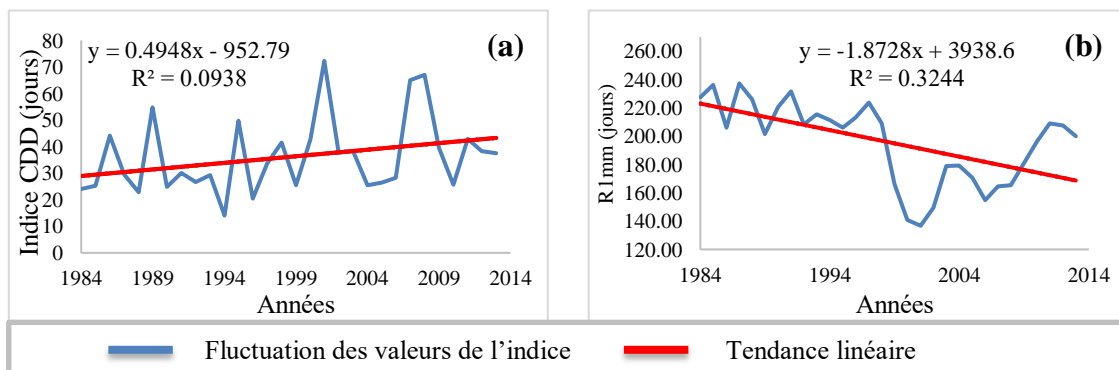 y = 0.4948x - 952.79
R² = 0.0938
(a)
Indice CDD (jours)
80
70
60
50
40
30
20
10
0
1984 1989 1994 1999 2004 2009 2014
Années
y = -1.8728x + 3938.6
R² = 0.3244
(b)
R1mm (jours)
260.00
240.00
220.00
200.00
180.00
160.00
140.00
120.00
1984 1994 2004 2014
Années
Fluctuation des valeurs de l’indice Tendance linéaire